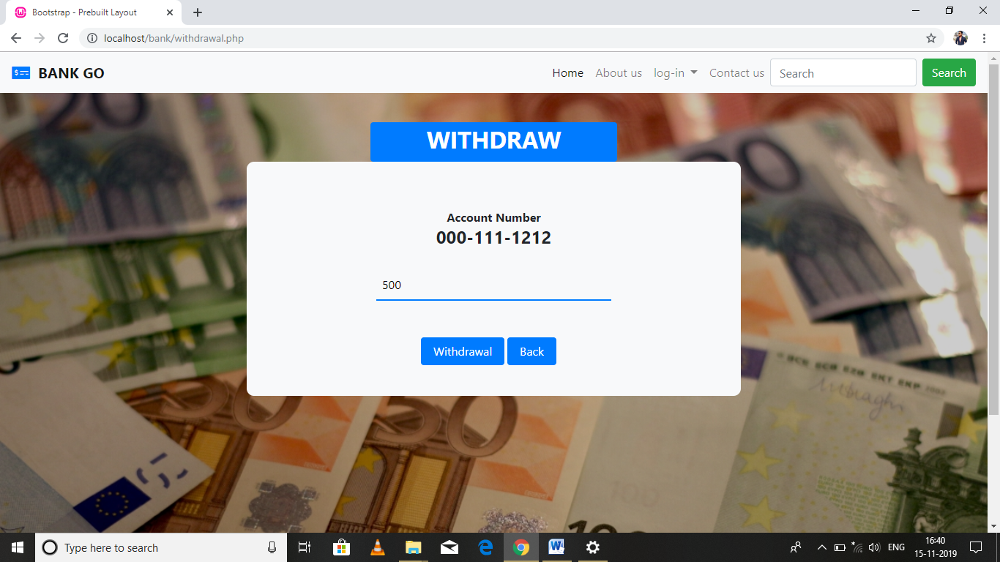 Bootstrap - Prebuilt Layout
localhost/bank/withdrawal.php
BANK GO
Home About us log-in Contact us Search Search
WITHDRAW
Account Number
000-111-1212
500
Withdrawal Back
Type here to search
ENG
16:40
15-11-2019